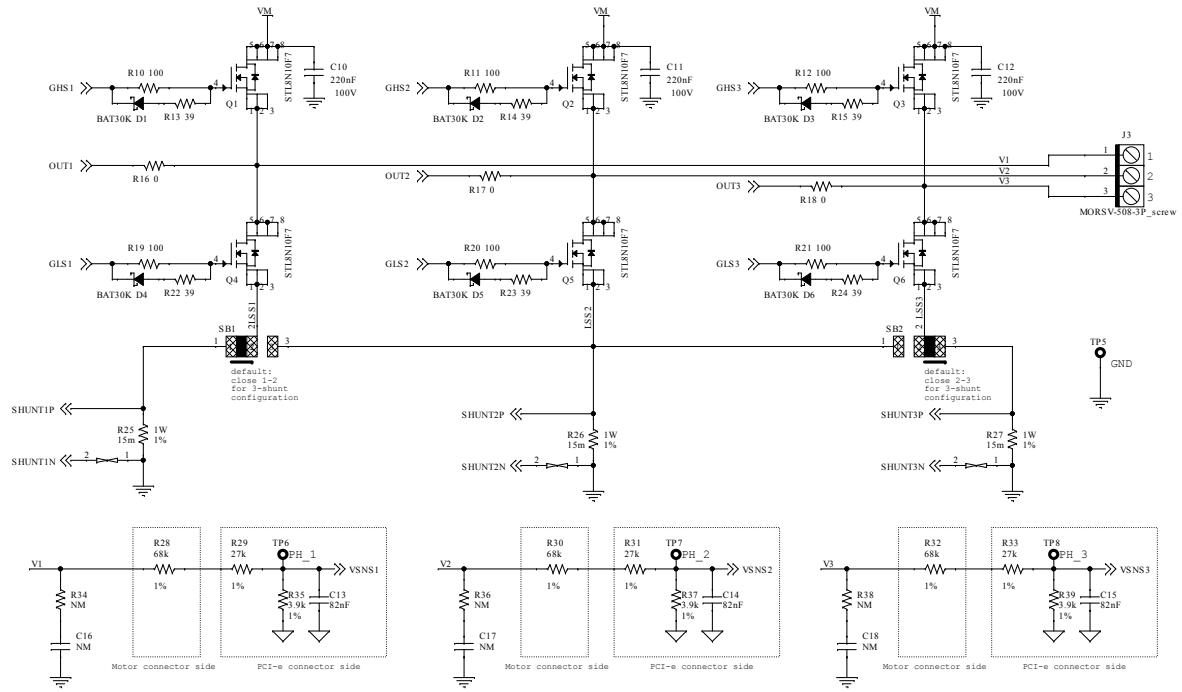 VM VM VM
5 6 7 8 5 6 7 8 5 6 7 8
R10 100 C10 R11 100 C11 R12 100 C12
GHS1 4 STL8N10F7 220nF GHS2 4 STL8N10F7 220nF GHS3 4 STL8N10F7 220nF
Q1 100V Q2 100V Q3 100V
BAT30K D1 BAT30K D2 BAT30K D3
R13 39 1 2 3 R14 39 1 2 3 R15 39 1 2 3
J3
OUT1 V1 1 1
R16 0 OUT2 V2 2 2
R17 0 OUT3 V3 3 3
R18 0
MORSV-508-3P_screw
5 6 7 8 5 6 7 8 5 6 7 8
R19 100 R20 100 R21 100
GLS1 4 STL8N10F7 GLS2 4 STL8N10F7 GLS3 4 STL8N10F7
Q4 Q5 Q6
BAT30K D4 BAT30K D5 BAT30K D6
R22 39 1 2 3 R23 39 1 2 3 R24 39 1 2 3
LSS1 LSS2 LSS3
SB1 2 SB2 2
1 3 1 3 TP5
GND
default: default:
close 1-2 close 2-3
for 3-shunt for 3-shunt
configuration configuration
SHUNT1P SHUNT2P SHUNT3P
R25 1W R26 1W R27 1W
15m 1% 15m 1% 15m 1%
SHUNT1N 2 1 SHUNT2N 2 1 SHUNT3N 2 1
R28 R29 TP6 R30 R31 TP7 R32 R33 TP8
68k 27k PH_1 68k 27k PH_2 68k 27k PH_3
V1 VSNS1 V2 VSNS2 V3 VSNS3
1% 1% 1% 1% 1% 1%
R34 R35 C13 R36 R37 C14 R38 R39 C15
NM 3.9k 82nF NM 3.9k 82nF NM 3.9k 82nF
1% 1% 1%
C16 C17 C18
NM NM NM
Motor connector side PCI-e connector side Motor connector side PCI-e connector side Motor connector side PCI-e connector side